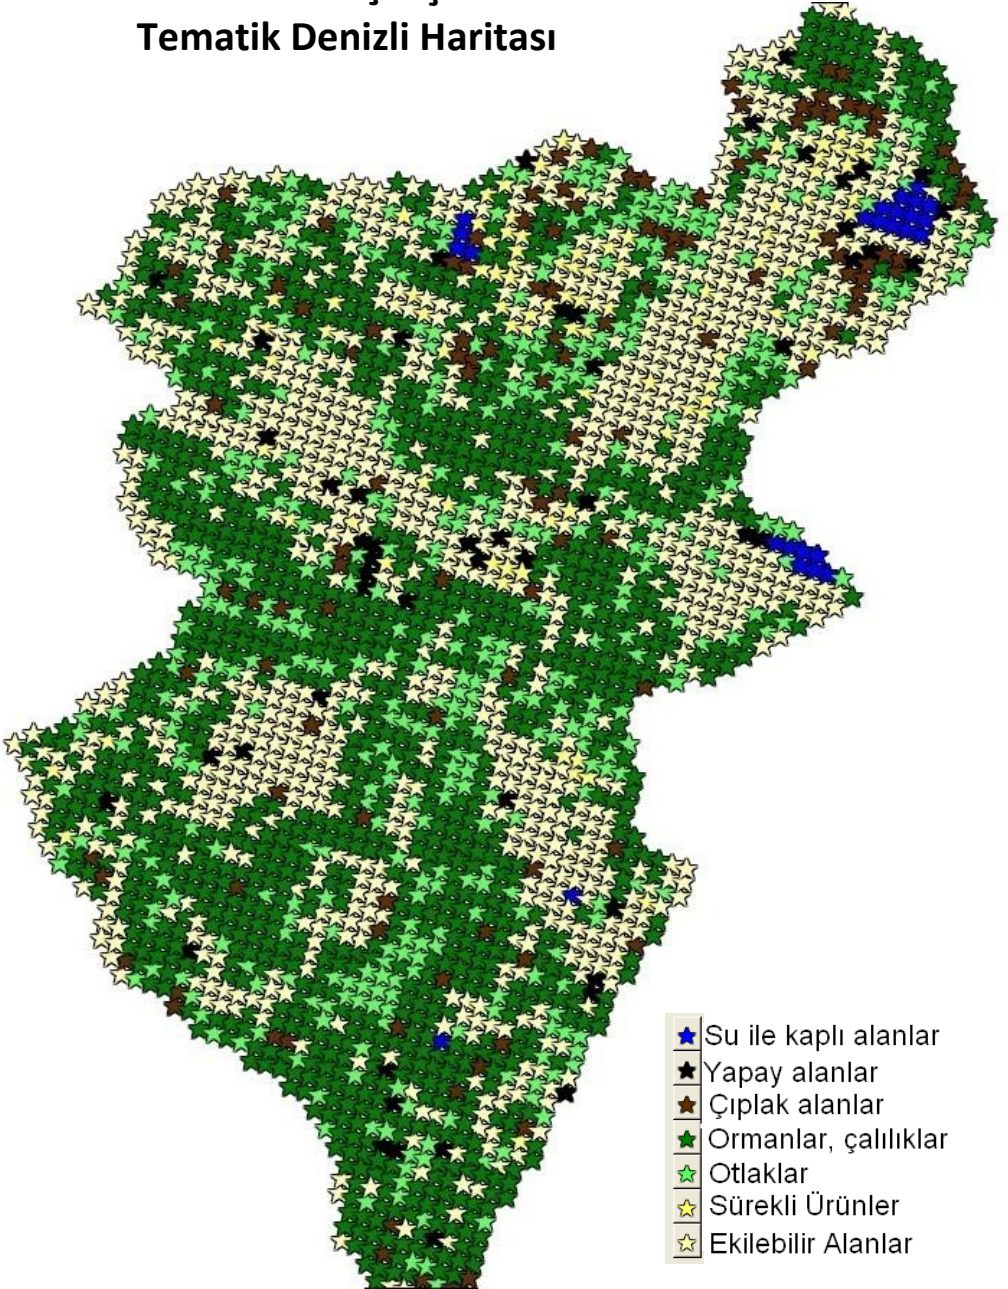 Tematik Denizli Haritası
Su ile kaplı alanlar
Yapay alanlar
Çıplak alanlar
Ormanlar, çalılıklar
Otlaklar
Sürekli Ürünler
Ekilebilir Alanlar